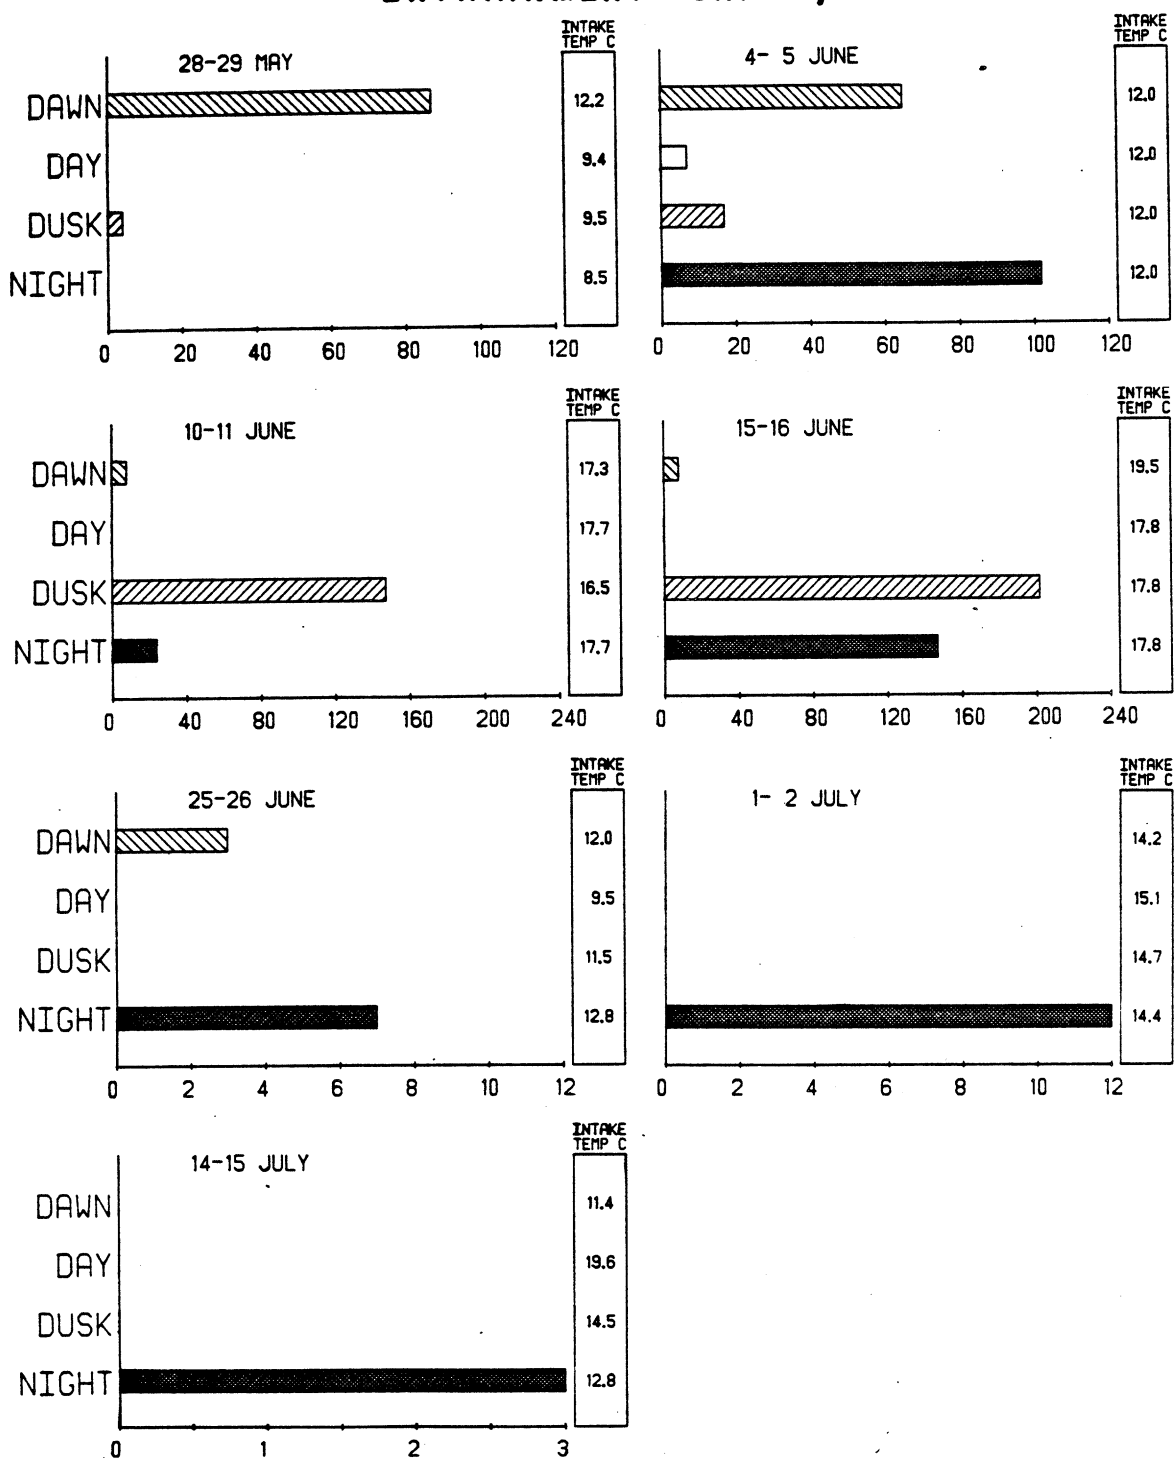 INTAKE
TEMP C
28-29 MAY
DAWN 12.2
DAY 9.4
DUSK 9.5
NIGHT 8.5
0 20 40 60 80 100 120
INTAKE
TEMP C
4- 5 JUNE
12.0
12.0
12.0
12.0
0 20 40 60 80 100 120
INTAKE
TEMP C
10-11 JUNE
DAWN 17.3
DAY 17.7
DUSK 16.5
NIGHT 17.7
0 40 80 120 160 200 240
INTAKE
TEMP C
15-16 JUNE
19.5
17.8
17.8
17.8
0 40 80 120 160 200 240
INTAKE
TEMP C
25-26 JUNE
DAWN 12.0
DAY 9.5
DUSK 11.5
NIGHT 12.8
0 2 4 6 8 10 12
INTAKE
TEMP C
1- 2 JULY
14.2
15.1
14.7
14.4
0 2 4 6 8 10 12
INTAKE
TEMP C
14-15 JULY
DAWN 11.4
DAY 19.6
DUSK 14.5
NIGHT 12.8
0 1 2 3